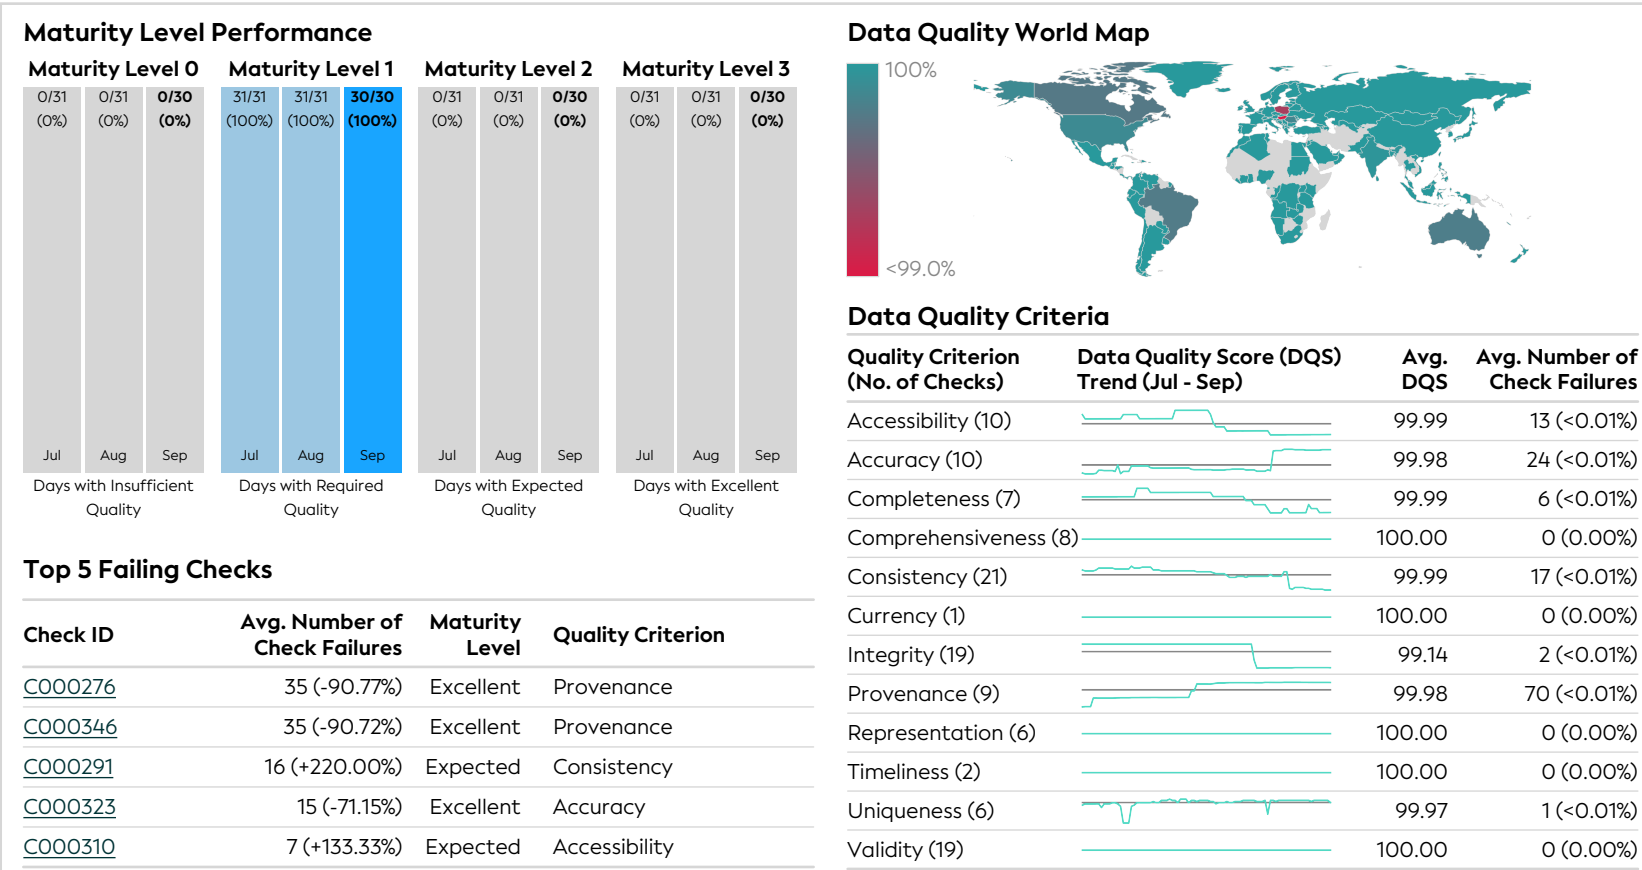 Maturity Level Performance
Maturity Level 0
Maturity Level 1
Maturity Level 2
Maturity Level 3
0/31 0/31 0/30
(0%) (0%) (0%)
31/31 31/31 30/30
(100%) (100%) (100%)
0/31 0/31 0/30
(0%) (0%) (0%)
0/31 0/31 0/30
(0%) (0%) (0%)
Jul Aug Sep
Jul Aug Sep
Jul Aug Sep
Jul Aug Sep
Days with Insufficient
Quality
Days with Required
Quality
Days with Expected
Quality
Days with Excellent
Quality
Top 5 Failing Checks
Check ID
Avg. Number of
Check Failures
Maturity
Level
Quality Criterion
C000276 35 (-90.77%) Excellent Provenance
C000346 35 (-90.72%) Excellent Provenance
C000291 16 (+220.00%) Expected Consistency
C000323 15 (-71.15%) Excellent Accuracy
C000310 7 (+133.33%) Expected Accessibility
Data Quality World Map
100%
<99.0%
Data Quality Criteria
Quality Criterion
(No. of Checks)
Data Quality Score (DQS)
Trend (Jul - Sep)
Avg.
DQS
Avg. Number of
Check Failures
Accessibility (10) 99.99 13 (<0.01%)
Accuracy (10) 99.98 24 (<0.01%)
Completeness (7) 99.99 6 (<0.01%)
Comprehensiveness (8) 100.00 0 (0.00%)
Consistency (21) 99.99 17 (<0.01%)
Currency (1) 100.00 0 (0.00%)
Integrity (19) 99.14 2 (<0.01%)
Provenance (9) 99.98 70 (<0.01%)
Representation (6) 100.00 0 (0.00%)
Timeliness (2) 100.00 0 (0.00%)
Uniqueness (6) 99.97 1 (<0.01%)
Validity (19) 100.00 0 (0.00%)